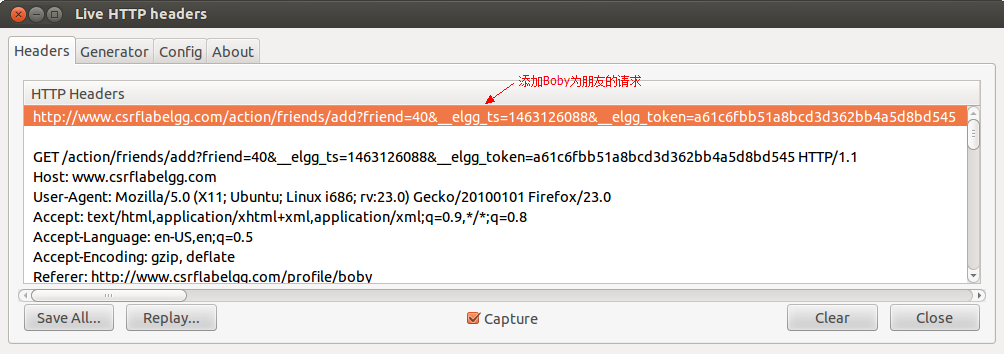 Live HTTP headers
Headers Generator Config About
添加Boby为朋友的请求
HTTP Headers
http://www.csrflabelgg.com/action/friends/add?friend=40&__elgg_ts=1463126088&__elgg_token=a61c6fbb51a8bcd3d362bb4a5d8bd545
GET /action/friends/add?friend=40&__elgg_ts=1463126088&__elgg_token=a61c6fbb51a8bcd3d362bb4a5d8bd545 HTTP/1.1
Host: www.csrflabelgg.com
User-Agent: Mozilla/5.0 (X11; Ubuntu; Linux i686; rv:23.0) Gecko/20100101 Firefox/23.0
Accept: text/html,application/xhtml+xml,application/xml;q=0.9,*/*;q=0.8
Accept-Language: en-US,en;q=0.5
Accept-Encoding: gzip, deflate
Referer: http://www.csrflabelgg.com/profile/boby
Save All... Replay... Capture Clear Close